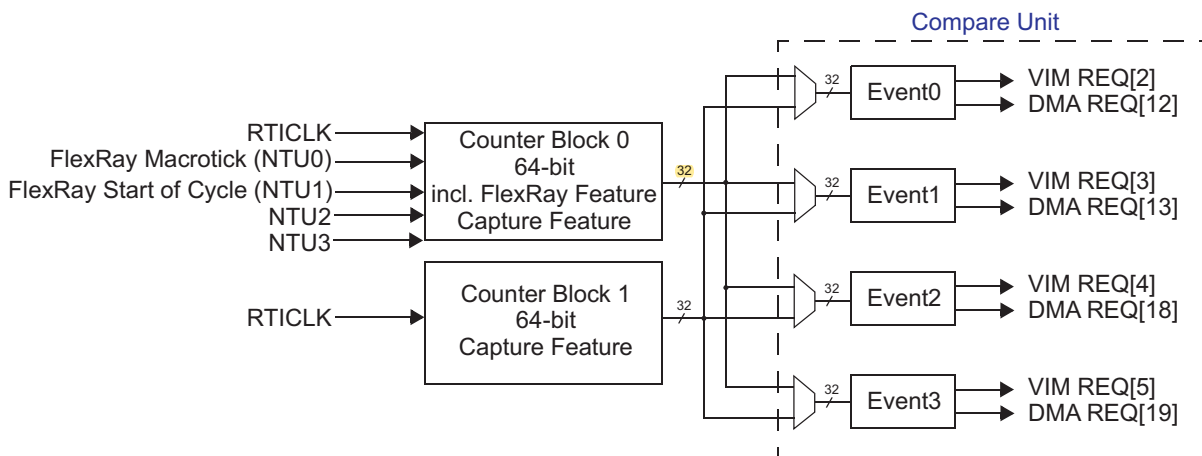 Compare Unit
32
Event0
VIM REQ[2]
DMA REQ[12]
RTICLK
FlexRay Macrotick (NTU0)
FlexRay Start of Cycle (NTU1)
NTU2
NTU3
Counter Block 0
64-bit
incl. FlexRay Feature
Capture Feature
32
32
Event1
VIM REQ[3]
DMA REQ[13]
RTICLK
Counter Block 1
64-bit
Capture Feature
32
32
Event2
VIM REQ[4]
DMA REQ[18]
32
Event3
VIM REQ[5]
DMA REQ[19]